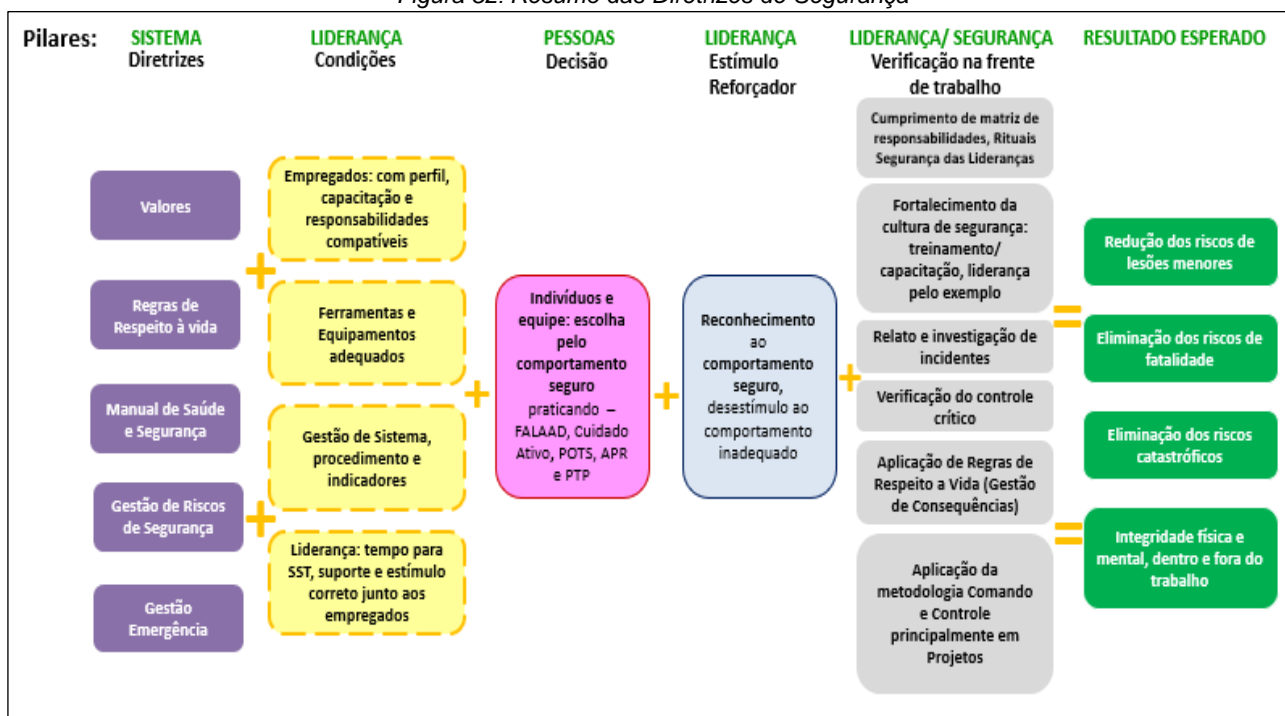 Figura 32: Resumo das Diretrizes de Segurança
Pilares:
SISTEMA
Diretrizes
LIDERANÇA
Condições
PESSOAS
Decisão
LIDERANÇA
Estímulo
Reforçador
LIDERANÇA/ SEGURANÇA
Verificação na frente
de trabalho
RESULTADO ESPERADO
Valores
Regras de
Respeito à vida
Manual de Saúde
e Segurança
Gestão de Riscos
de Segurança
Gestão
Emergência
+
+
Empregados: com perfil,
capacitação e
responsabilidades
compatíveis
Ferramentas e
Equipamentos
adequados
Gestão de Sistema,
procedimento e
indicadores
Liderança: tempo para
SST, suporte e estímulo
correto junto aos
empregados
+
Indivíduos e
equipe: escolha
pelo
comportamento
seguro
praticando –
FALAAD, Cuidado
Ativo, POTS, APR
e PTP
+
Reconhecimento
ao
comportamento
seguro,
desestímulo ao
comportamento
inadequado
+
Cumprimento de matriz de
responsabilidades, Rituais
Segurança das Lideranças
Fortalecimento da
cultura de segurança:
treinamento/
capacitação, liderança
pelo exemplo
Relato e investigação de
incidentes
Verificação do controle
crítico
Aplicação de Regras de
Respeito a Vida (Gestão
de Consequências)
Aplicação da
metodologia Comando
e Controle
principalmente em
Projetos
=
=
Redução dos riscos de
lesões menores
Eliminação dos riscos de
fatalidade
Eliminação dos riscos
catastróficos
Integridade física e
mental, dentro e fora do
trabalho